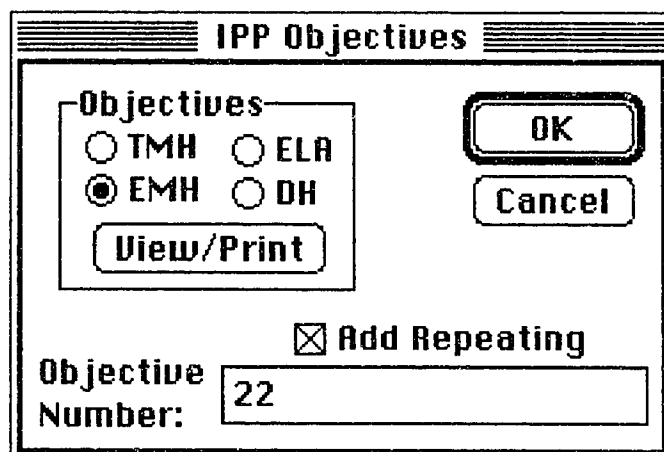 IPP Objectives
Objectives
TMH ELA
EMH DH
View/Print
OK
Cancel
Add Repeating
Objective Number:
22